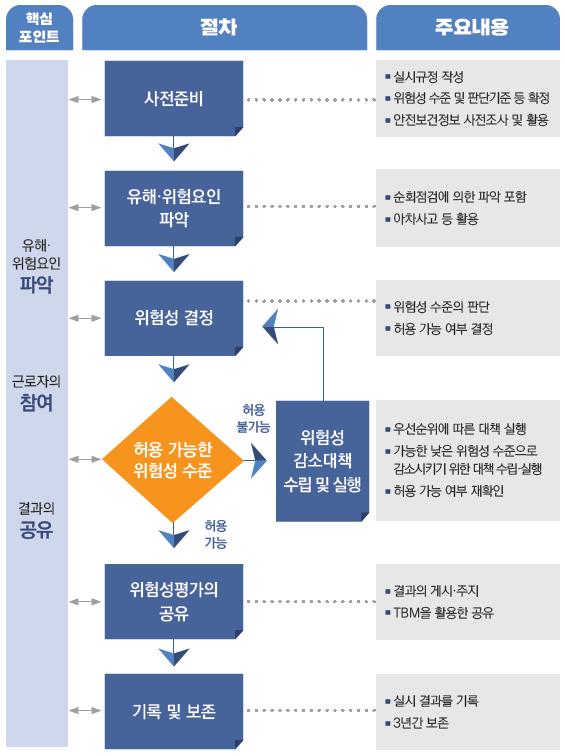 핵심
포인트
절차
주요내용
유해·
위험요인
파악
근로자의
참여
결과의
공유
사전준비
■ 실시규정 작성
■ 위험성 수준 및 판단기준 등 확정
■ 안전보건정보 사전조사 및 활용
유해·위험요인
파악
■ 순회점검에 의한 파악 포함
■ 아차사고 등 활용
위험성 결정
■ 위험성 수준의 판단
■ 허용 가능 여부 결정
허용 가능한
위험성 수준
허용
불가능
위험성
감소대책
수립 및 실행
■ 우선순위에 따른 대책 실행
■ 가능한 낮은 위험성 수준으로
감소시키기 위한 대책 수립·실행
■ 허용 가능 여부 재확인
허용
가능
위험성평가의
공유
■ 결과의 게시·주지
■ TBM을 활용한 공유
기록 및 보존
■ 실시 결과를 기록
■ 3년간 보존